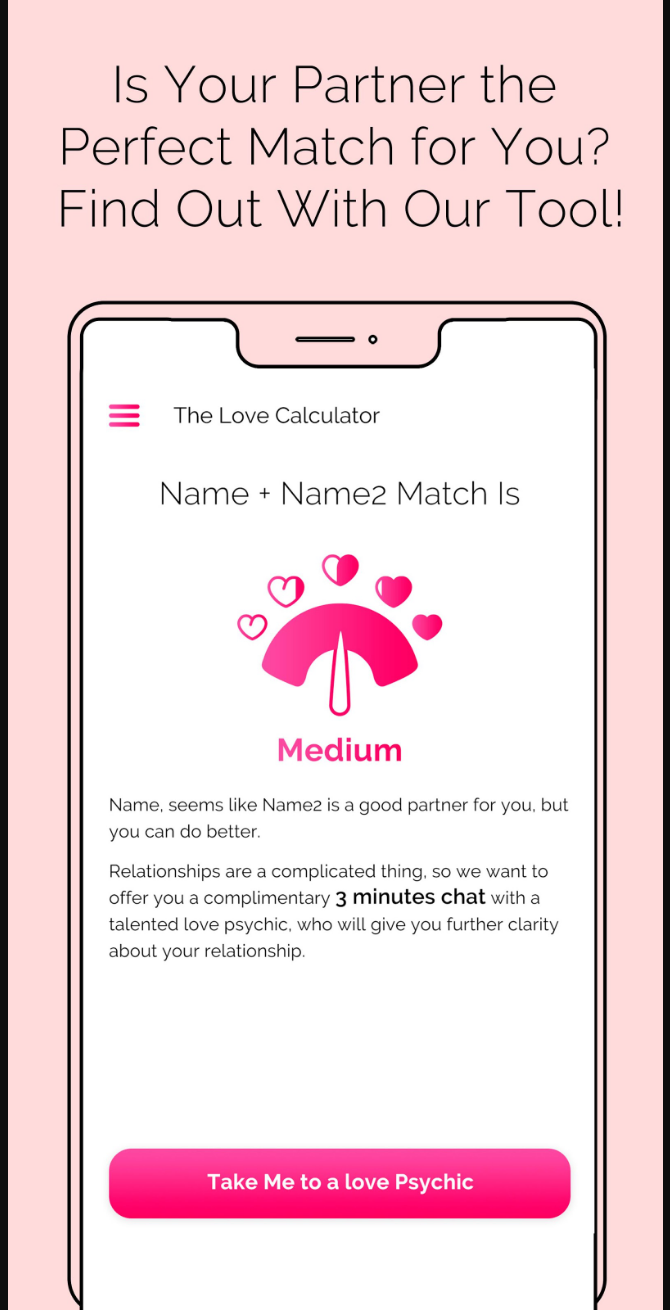 Is Your Partner the
Perfect Match for You?
Find Out With Our Tool!
The Love Calculator
Name + Name2 Match Is
Medium
Name, seems like Name2 is a good partner for you, but
you can do better.
Relationships are a complicated thing, so we want to
offer you a complimentary 3 minutes chat with a
talented love psychic, who will give you further clarity
about your relationship.
Take Me to a love Psychic